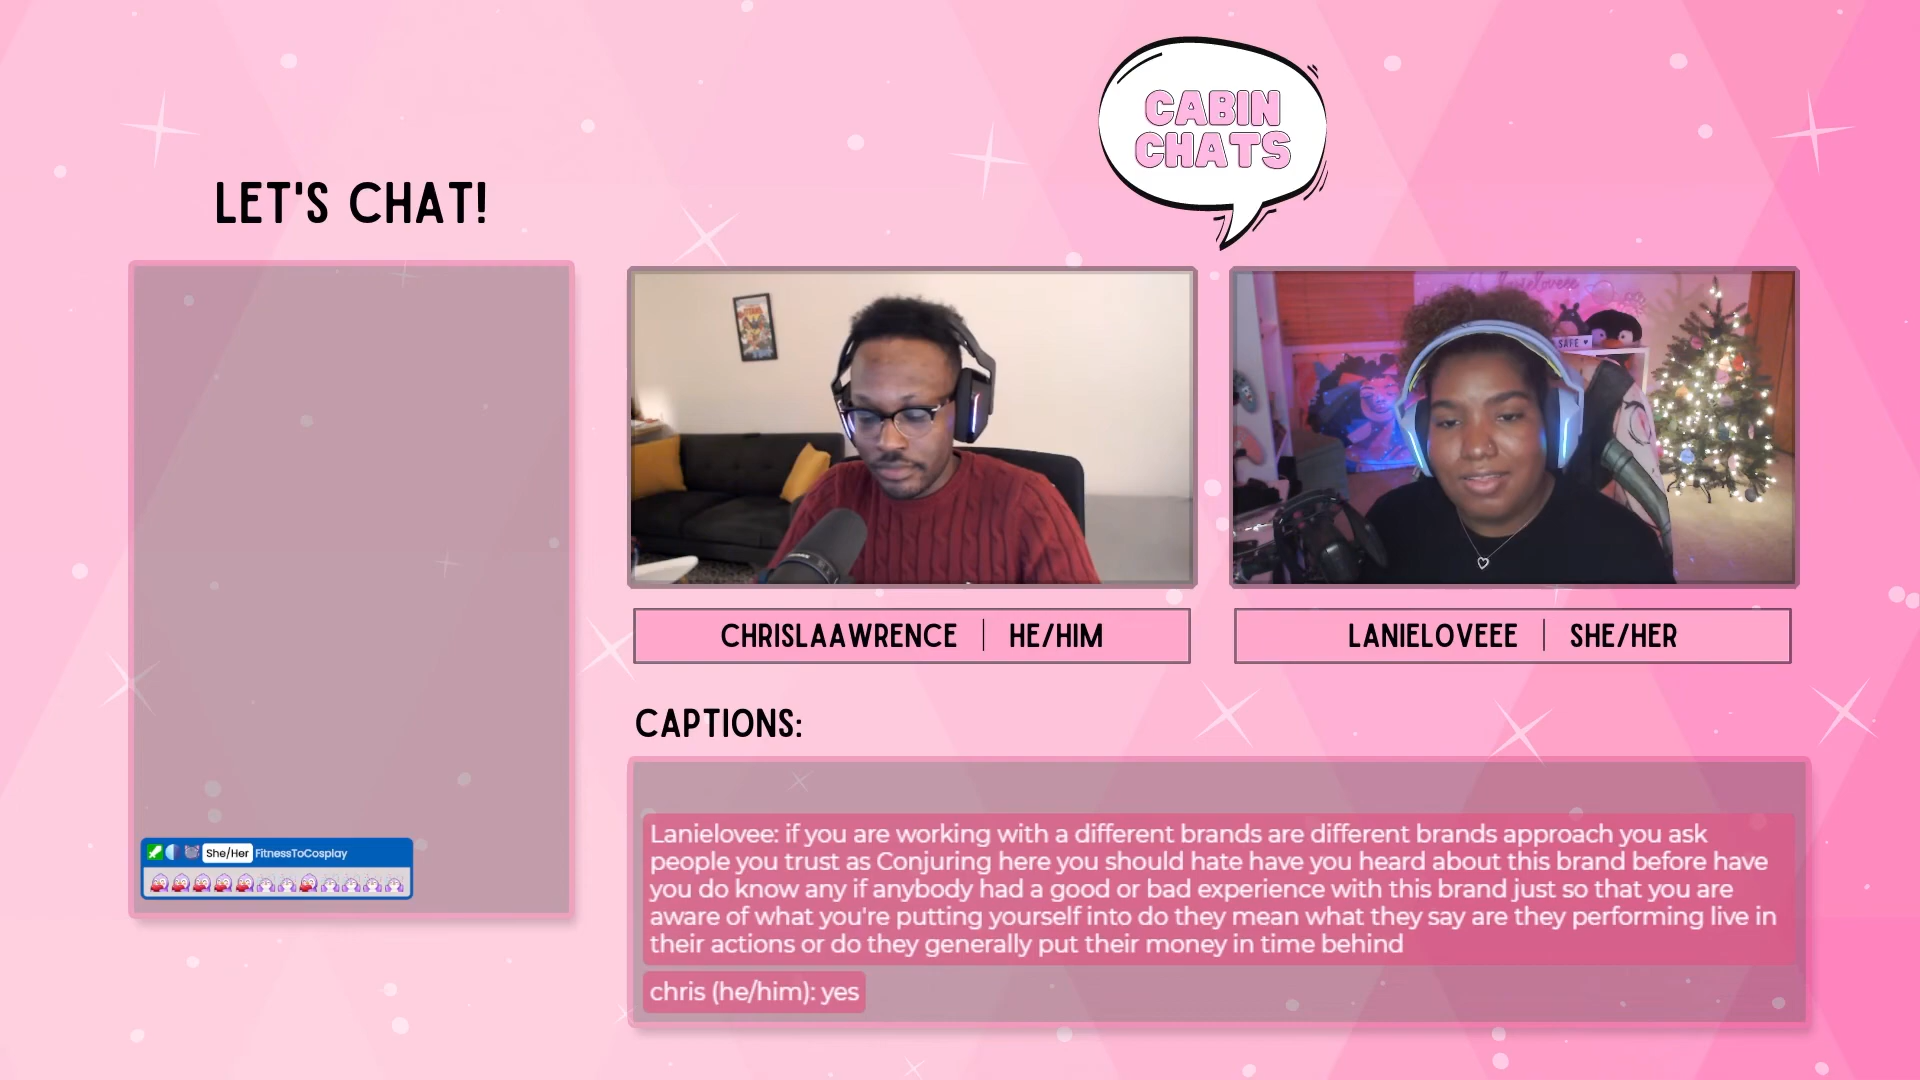 CABIN
CHATS
LET'S CHAT!
SAFE
CHRISLAAWRENCE | HE/HIM
LANIELOVEEE | SHE/HER
CAPTIONS:
She/Her FitnessToCosplay
Lanielovee: if you are working with a different brands are different brands approach you ask
people you trust as Conjuring here you should hate have you heard about this brand before have
you do know any if anybody had a good or bad experience with this brand just so that you are
aware of what you're putting yourself into do they mean what they say are they performing live in
their actions or do they generally put their money in time behind
chris (he/him): yes